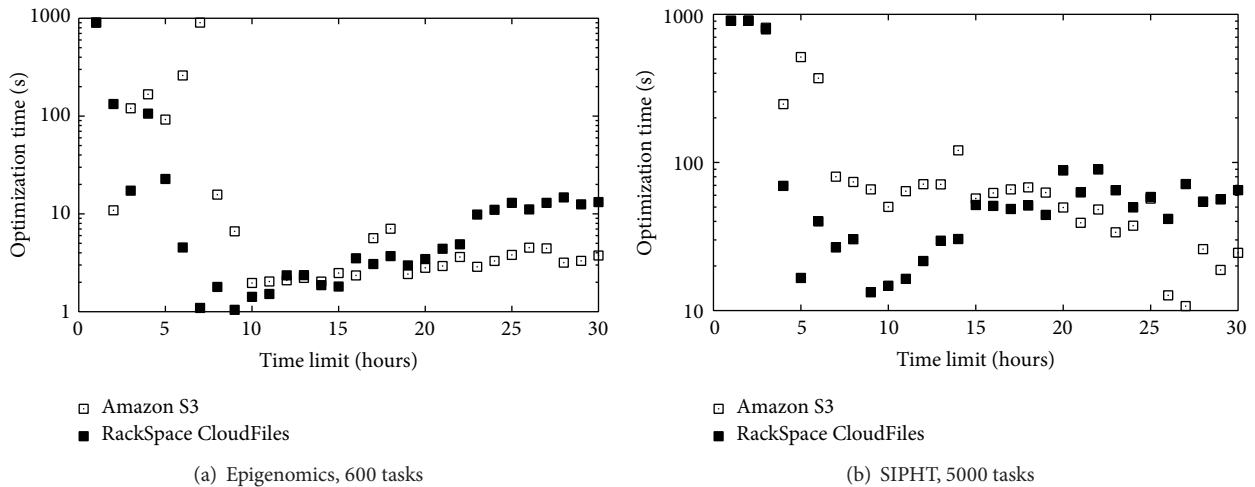 1000
100
10
1
Optimization time (s)
0 5 10 15 20 25 30
Time limit (hours)
Amazon S3
RackSpace CloudFiles
(a) Epigenomics, 600 tasks
1000
100
10
Optimization time (s)
0 5 10 15 20 25 30
Time limit (hours)
Amazon S3
RackSpace CloudFiles
(b) SIPHT, 5000 tasks